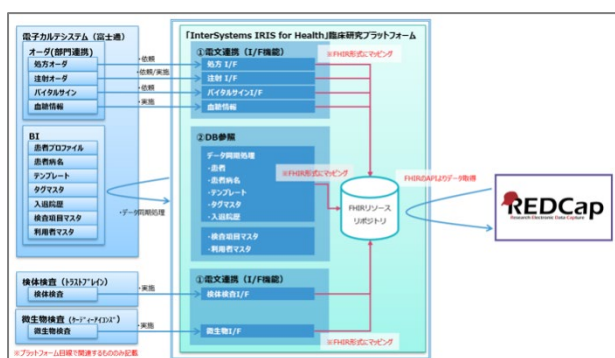 電子カルテシステム（富士通）
オーダ(部門連携)
処方オーダ
注射オーダ
バイタルサイン
血糖情報
BI
患者プロファイル
患者病名
テンプレート
タグマスタ
入退院歴
検査項目マスタ
利用者マスタ
検体検査（トラストブレイン）
検体検査
微生物検査
微生物検査
※プラットフォーム目線で関連するもののみ記載
・依頼
・依頼/実施
・依頼
・実施
・データ同期処理
・実施
・実施
「InterSystems IRIS for Health」臨床研究プラットフォーム
①電文連携（I/F機能）
処方 I/F
注射 I/F
バイタルサインI/F
血糖情報
※FHIR形式にマッピング
②DB参照
データ同期処理
・患者
・患者病名
・テンプレート
・タグマスタ
・入退院歴
・検査項目マスタ
・利用者マスタ
※FHIR形式にマッピング
①電文連携（I/F機能）
検体検査I/F
微生物I/F
※FHIR形式にマッピング
FHIRリソース
リポジトリ
FHIRのAPIよりデータ取得
REDCap
Research Electronic Data Capture